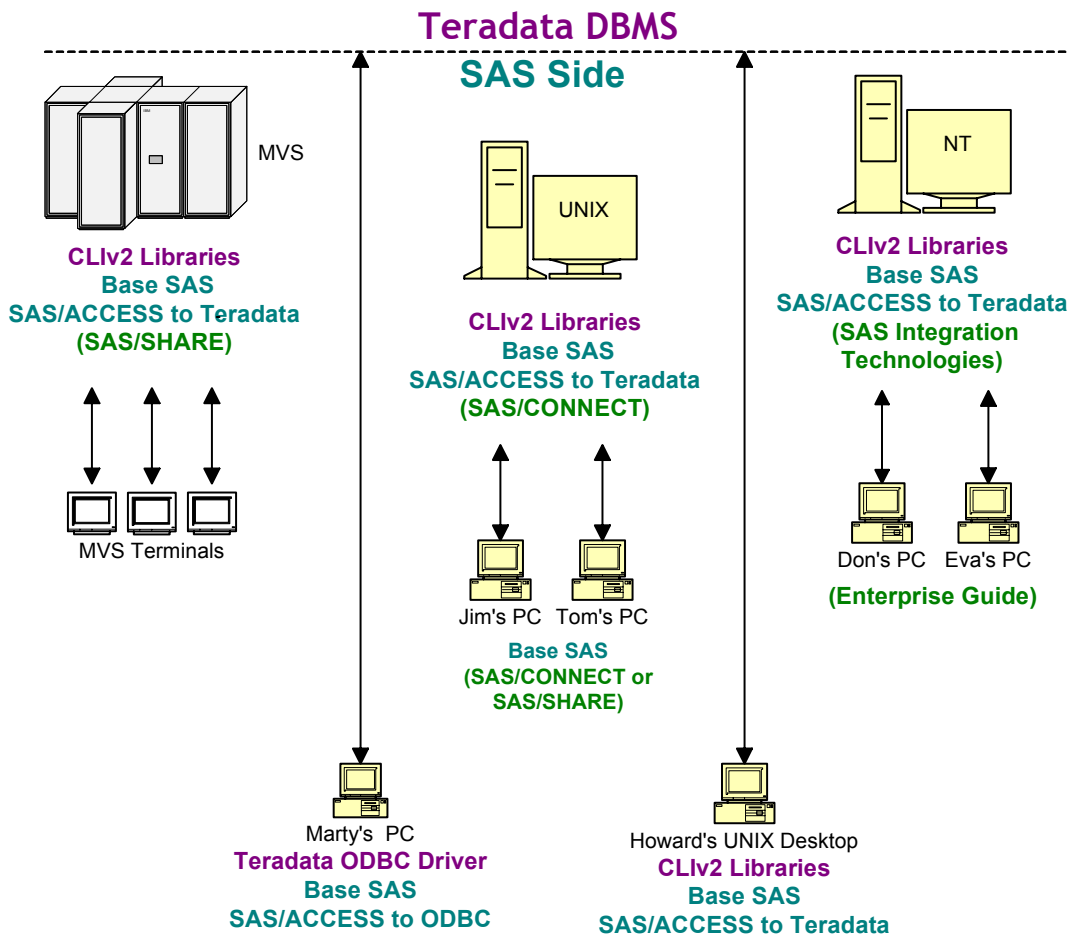 Teradata DBMS
SAS Side
MVS
CLIv2 Libraries
Base SAS
SAS/ACCESS to Teradata
(SAS/SHARE)
MVS Terminals
UNIX
CLIv2 Libraries
Base SAS
SAS/ACCESS to Teradata
(SAS/CONNECT)
Jim's PC
Tom's PC
Base SAS
(SAS/CONNECT or
SAS/SHARE)
NT
CLIv2 Libraries
Base SAS
SAS/ACCESS to Teradata
(SAS Integration
Technologies)
Don's PC
Eva's PC
(Enterprise Guide)
Marty's PC
Teradata ODBC Driver
Base SAS
SAS/ACCESS to ODBC
Howard's UNIX Desktop
CLIv2 Libraries
Base SAS
SAS/ACCESS to Teradata